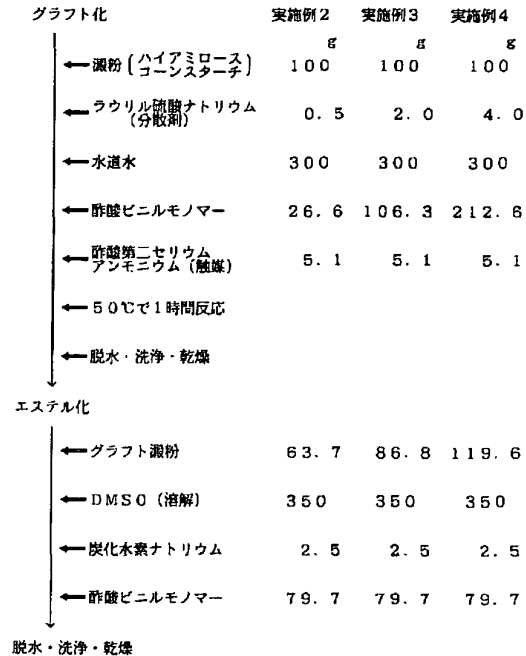 グラフト化 実施例2 実施例3 実施例4
g g g
澱粉(ハイアミロース コーンスターチ) 100 100 100
ラウリル硫酸ナトリウム 0.5 2.0 4.0
(分散剤)
水道水 300 300 300
酢酸ビニルモノマー 26.6 106.3 212.6
酢酸第二セリウム 5.1 5.1 5.1
アンモニウム(触媒)
50℃で1時間反応
脱水・洗浄・乾燥
エステル化
グラフト澱粉 63.7 86.8 119.6
DMSO(溶解) 350 350 350
炭化水素ナトリウム 2.5 2.5 2.5
酢酸ビニルモノマー 79.7 79.7 79.7
脱水・洗浄・乾燥